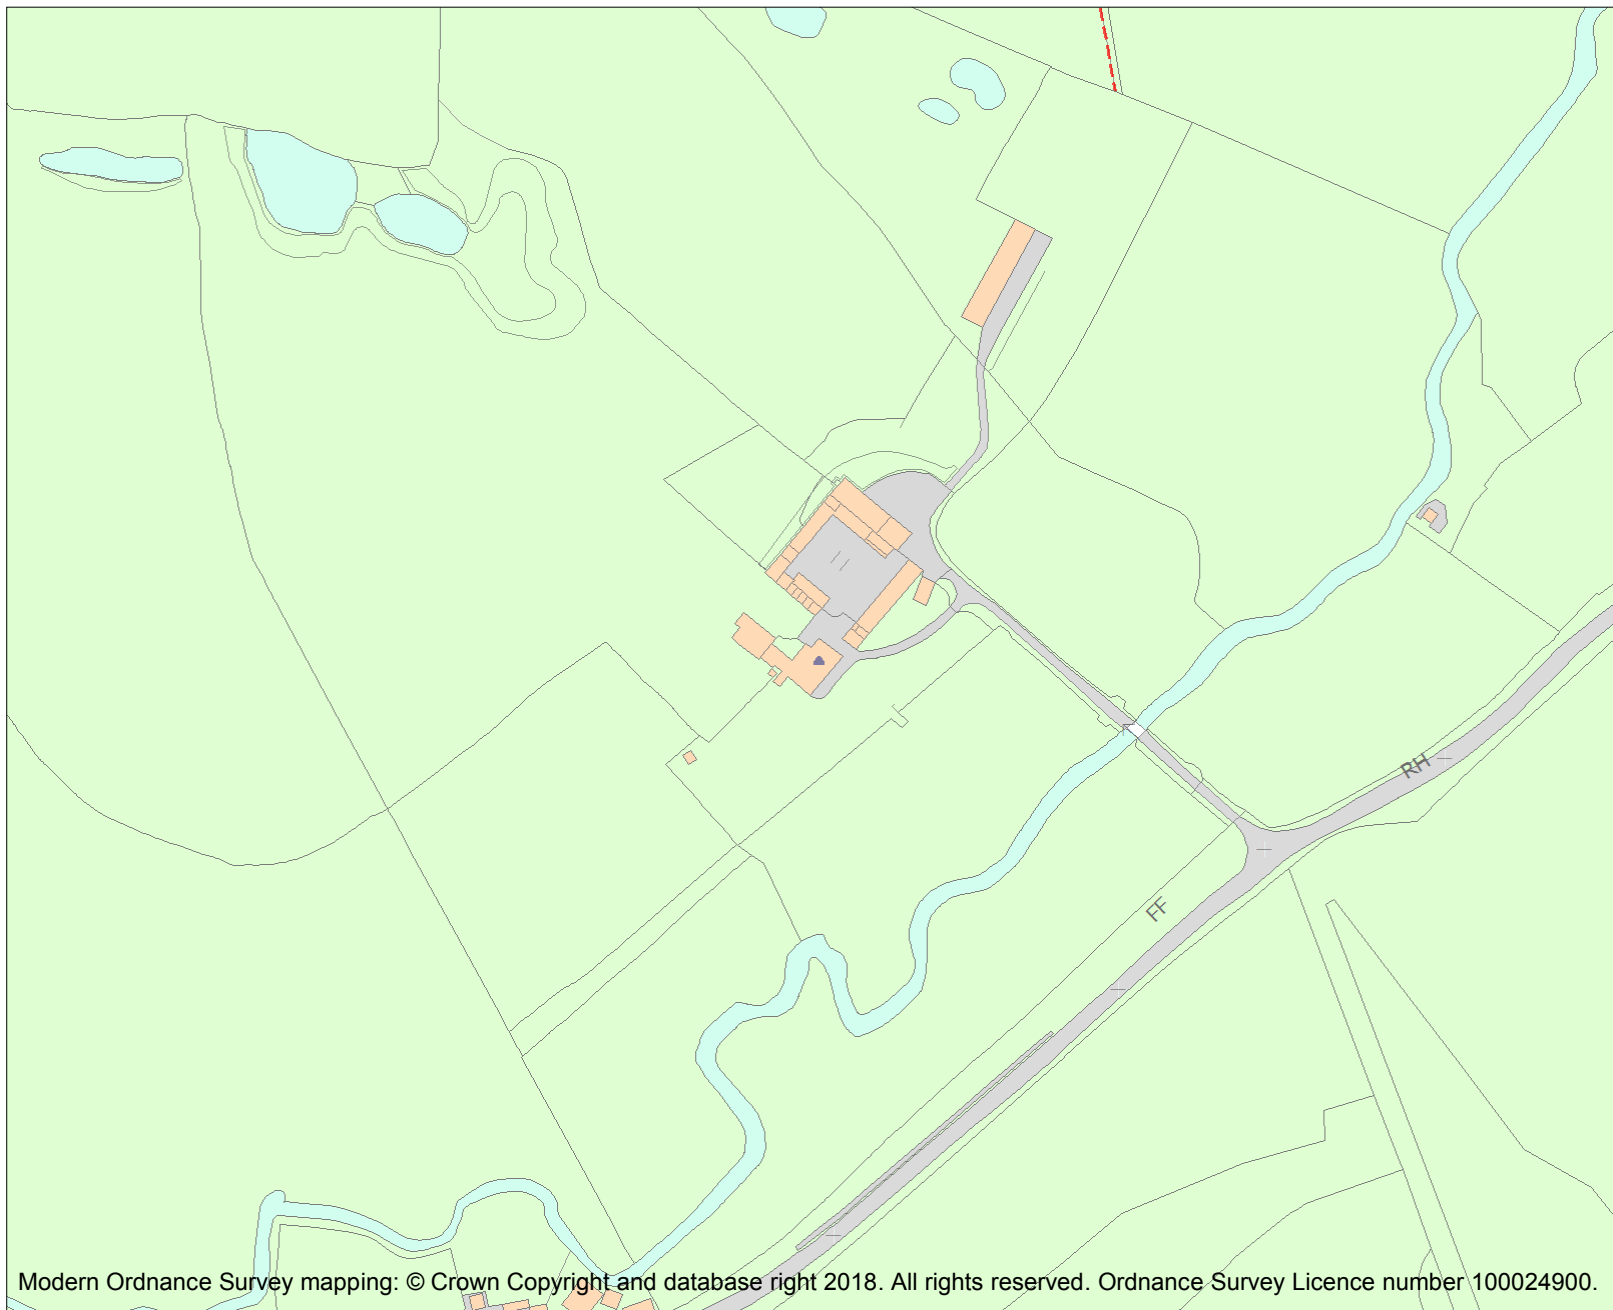 RH
FF
Modern Ordnance Survey mapping: © Crown Copyright and database right 2018. All rights reserved. Ordnance Survey Licence number 100024900.